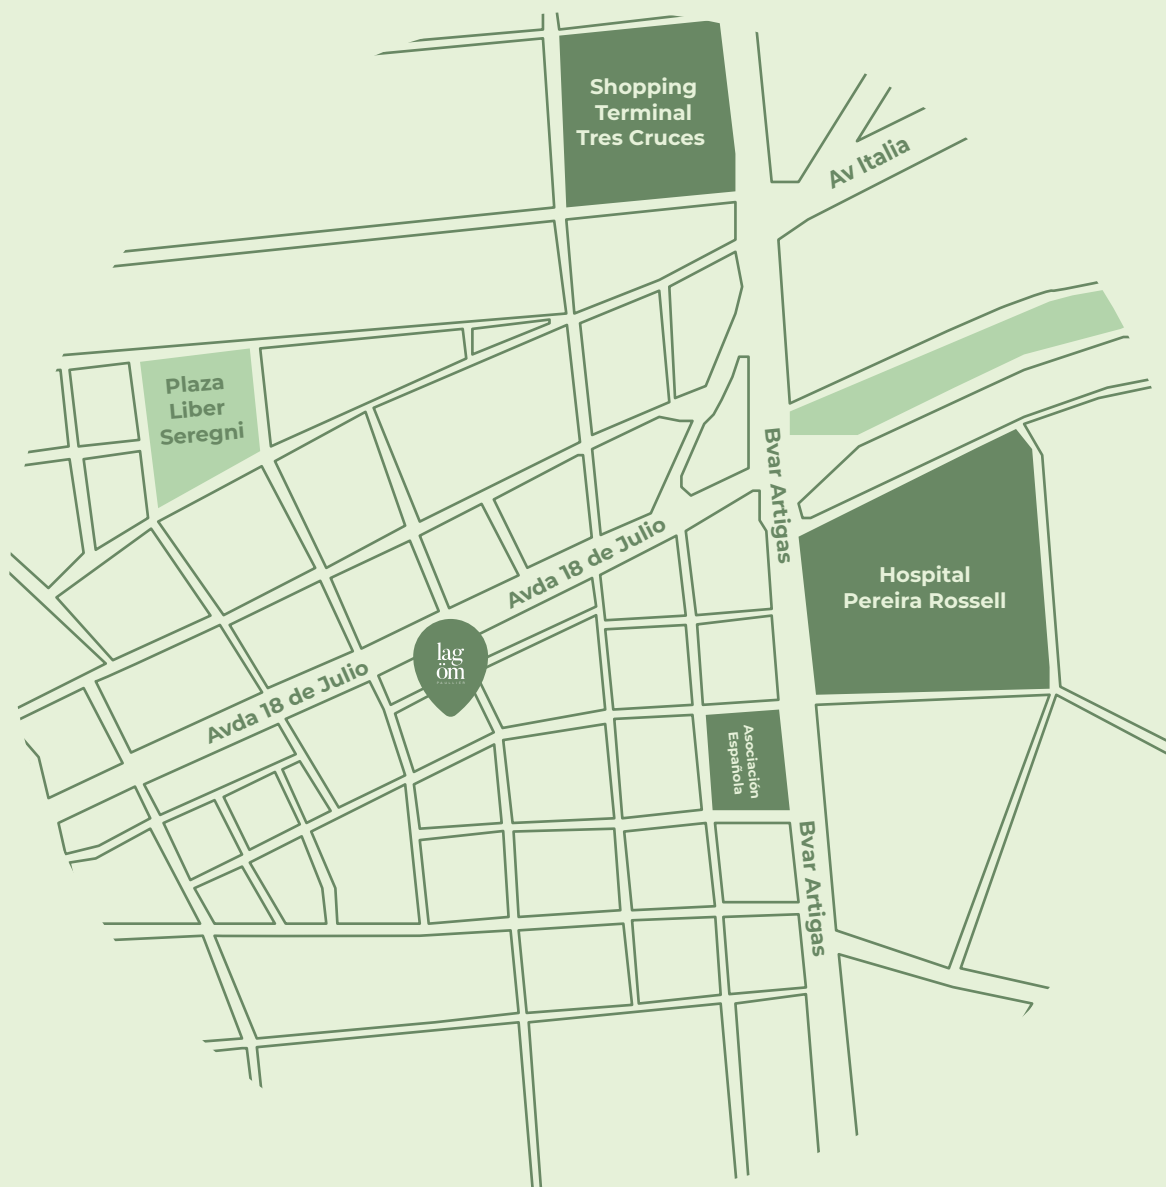 Shopping
Terminal
Tres Cruces
Av Italia
Plaza
Liber
Seregni
Bvar Artigas
Avda 18 de Julio
Hospital
Pereira Rossell
lag
öm
Avda 18 de Julio
Asociación
Española
Bvar Artigas